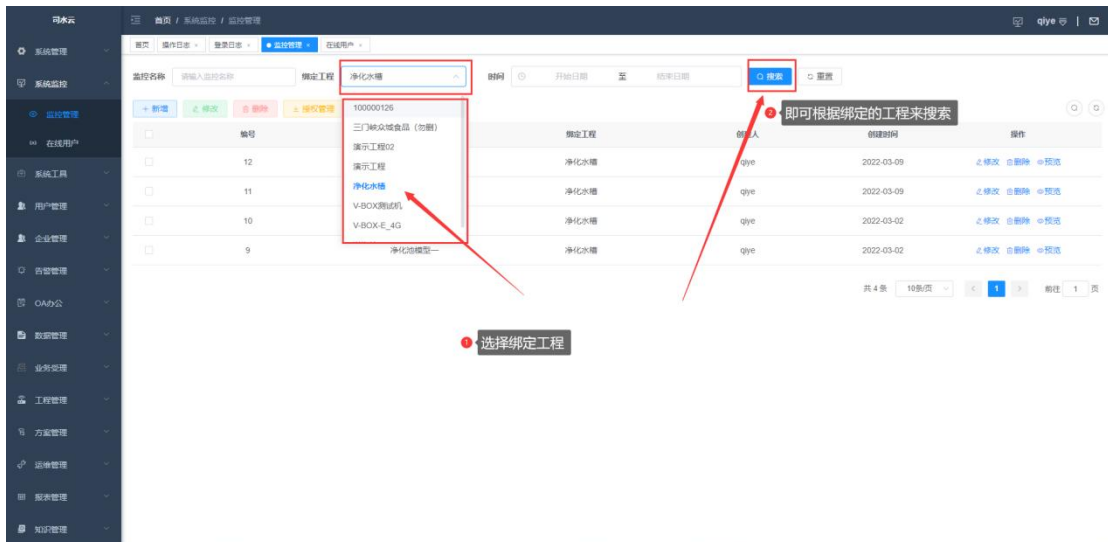 司水云
首页 / 系统监控 / 监控管理
qiye
首页 操作日志 × 登录日志 × 监控管理 × 在线用户 ×
系统管理
系统监控
监控管理
在线用户
系统工具
用户管理
企业管理
告警管理
OA办公
数据管理
业务受理
工程管理
方案管理
运维管理
报表管理
知识管理
监控名称 请输入监控名称 绑定工程 净化水槽 时间 开始日期 至 结束日期 搜索 重置
+ 新增 修改 删除 授权管理
100000126
三门峡众城食品（勿删）
演示工程02
演示工程
净化水槽
V-BOX测试机
V-BOX-E_4G
2 即可根据绑定的工程来搜索
编号 绑定工程 创建人 创建时间 操作
12 净化水槽 qiye 2022-03-09 修改 删除 预览
11 净化水槽 qiye 2022-03-09 修改 删除 预览
10 净化水槽 qiye 2022-03-02 修改 删除 预览
9 净化池模型一 净化水槽 qiye 2022-03-02 修改 删除 预览
共 4 条 10条/页 < 1 > 前往 1 页
1 选择绑定工程